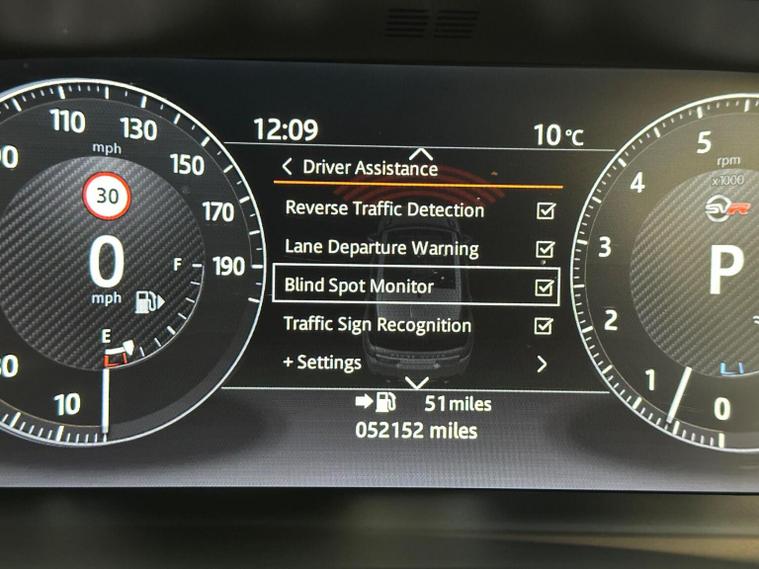 110
130
mph
150
170
190
30
0
mph
F
E
10
12:09
10°C
Driver Assistance
Reverse Traffic Detection
Lane Departure Warning
Blind Spot Monitor
Traffic Sign Recognition
+ Settings
51 miles
052152 miles
5
rpm
x1000
4
SVR
3
P
2
1
0